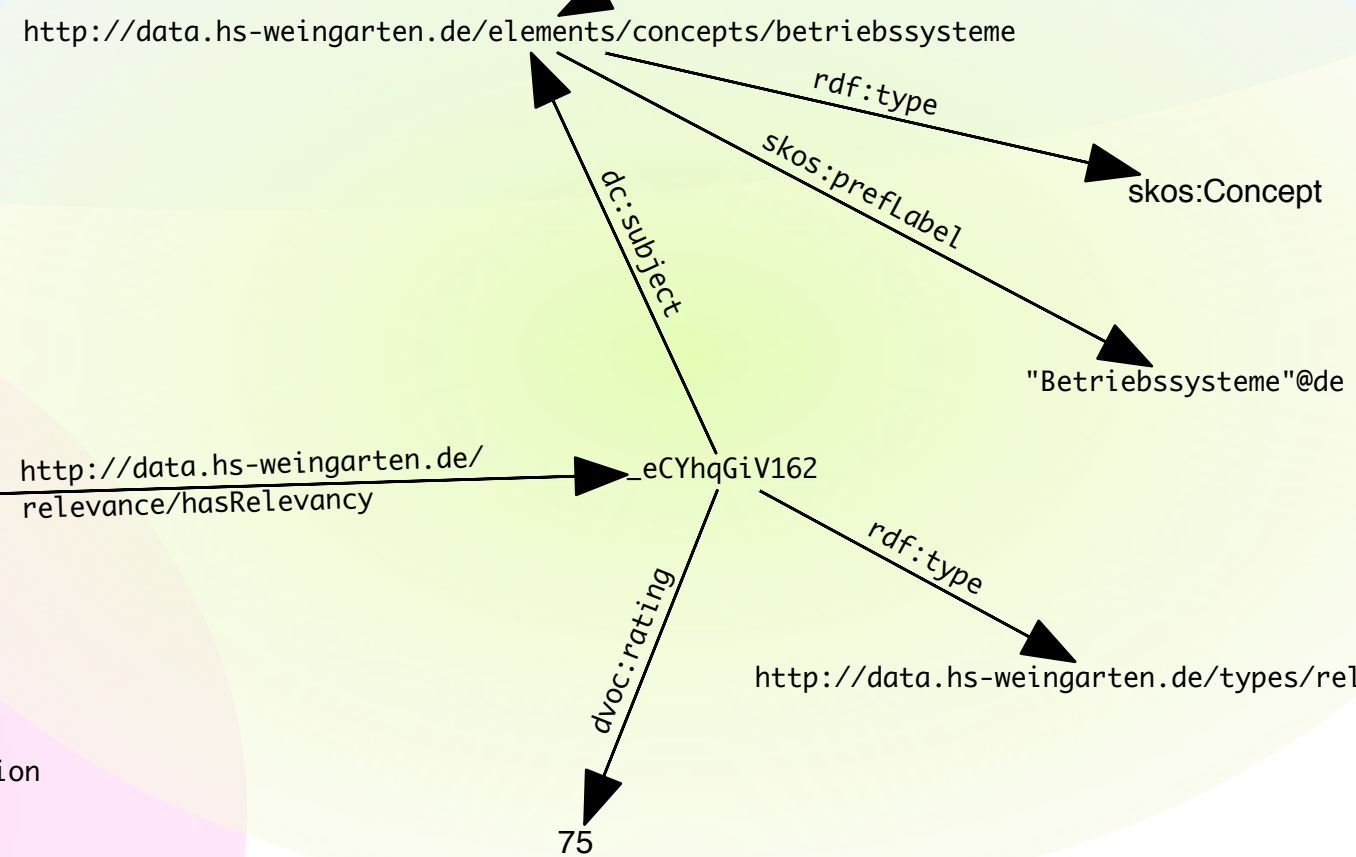 http://data.hs-weingarten.de/elements/concepts/betriebssysteme
rdf:type
skos:Concept
skos:prefLabel
"Betriebssysteme"@de
dc:subject
http://data.hs-weingarten.de/
relevance/hasRelevancy
_eCYhqGiV162
rdf:type
http://data.hs-weingarten.de/types/rel
dvoc:rating
ion
75